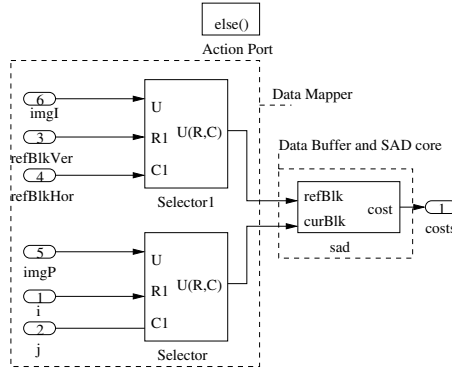 else()
Action Port
Data Mapper
6
imgI
U
3
R1
U(R,C)
refBlkVer
4
C1
refBlkHor
Selector1
Data Buffer and SAD core
refBlk
cost
1
curBlk
costs
sad
5
imgP
U
1
R1
U(R,C)
i
2
C1
j
Selector